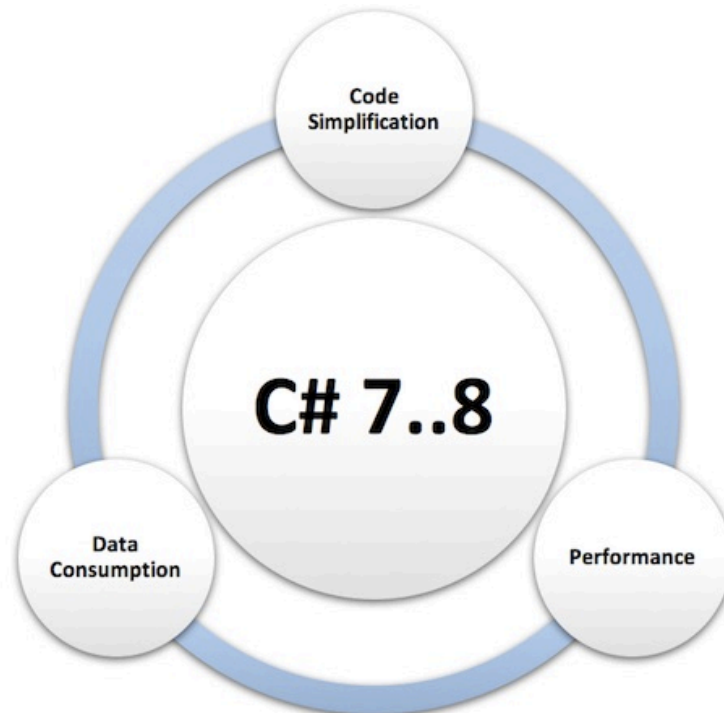 Code
Simplification
C# 7..8
Data
Consumption
Performance